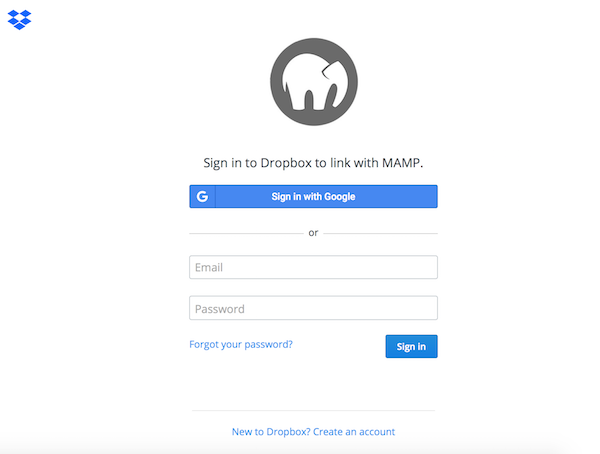 Sign in to Dropbox to link with MAMP.
G Sign in with Google
or
Email
Password
Forgot your password?
Sign in
New to Dropbox? Create an account